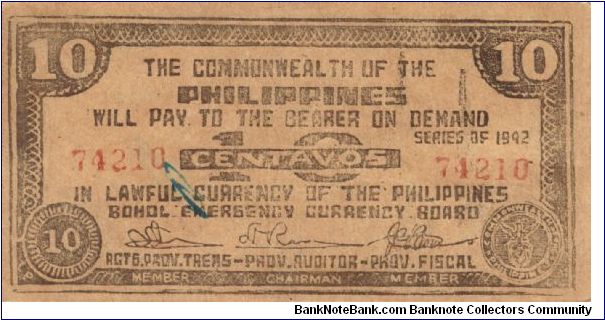 10 10
THE COMMONWEALTH OF THE
PHILIPPINES
WILL PAY TO THE BEARER ON DEMAND
SERIES OF 1942
74210 10 74210
CENTAVOS
IN LAWFUL CURRENCY OF THE PHILIPPINES
BOHOL EMERGENCY CURRENCY BOARD
10
ACTG. PROV. TREAS — PROV. AUDITOR — PROV. FISCAL
MEMBER CHAIRMAN MEMBER
BankNoteBank.com Banknote Collectors Community